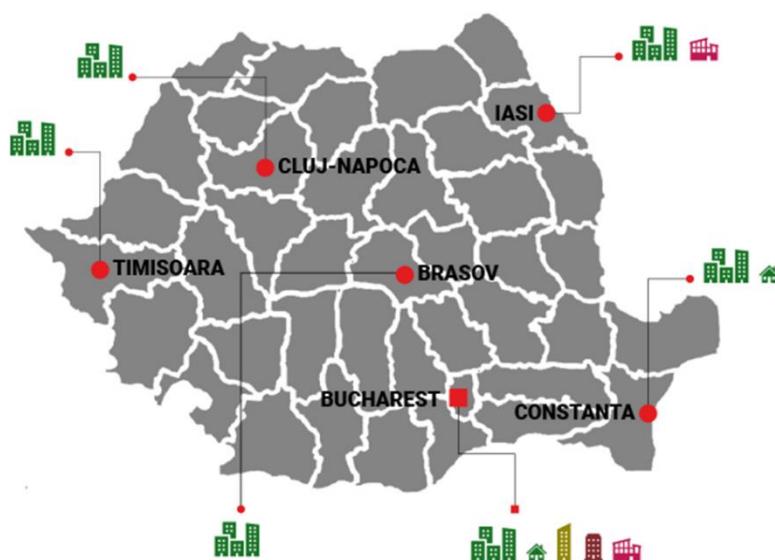 IASI
CLUJ-NAPOCA
TIMISOARA
BRASOV
BUCHAREST
CONSTANTA